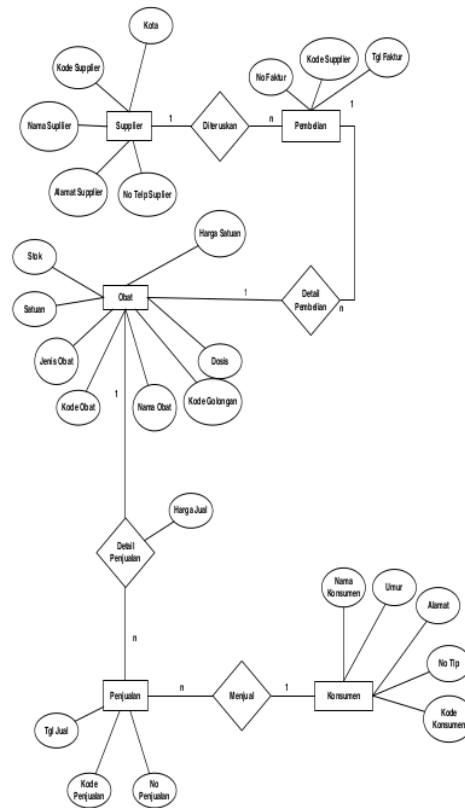 Kota
Kode Supplier
Nama Supllier
Supplier
Alamat Supplier
No Telp Suplier
1
Diteruskan
n
No Faktur
Kode Supplier
Tgl Faktur
Pembelian
1
Harga Satuan
Stok
Satuan
Obat
1
Detail
Pembelian
n
Jenis Obat
Kode Obat
1
Nama Obat
Dosis
Kode Golongan
Harga Jual
Detail
Penjualan
n
Nama
Konsumen
Umur
Alamat
No Tlp
Kode
Konsumen
Penjualan
n
Menjual
1
Konsumen
Tgl Jual
Kode
Penjualan
No
Penjualan